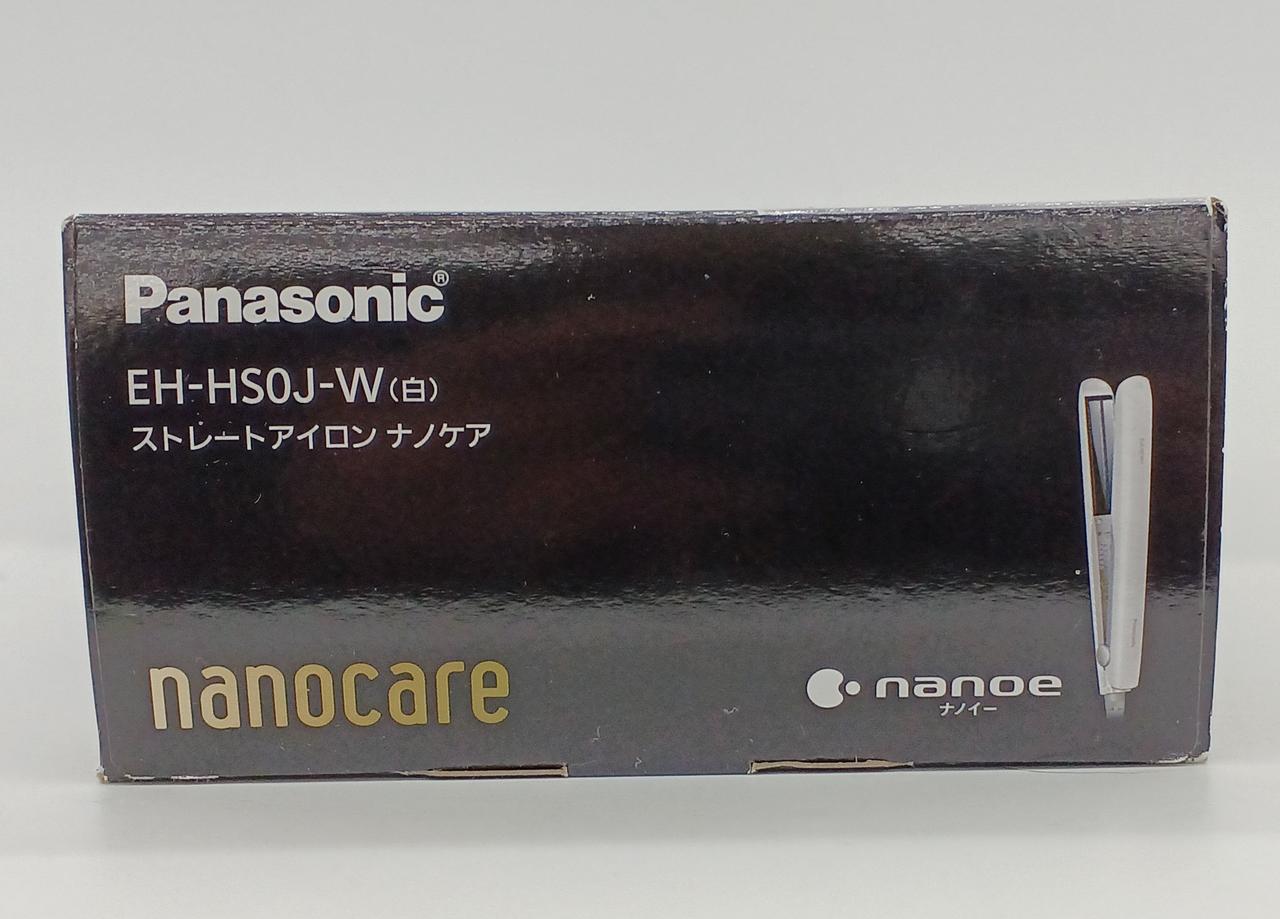 Panasonic®
EH-HS0J-W(白)
ストレートアイロン ナノケア
nanocare
nanoe
ナノイー